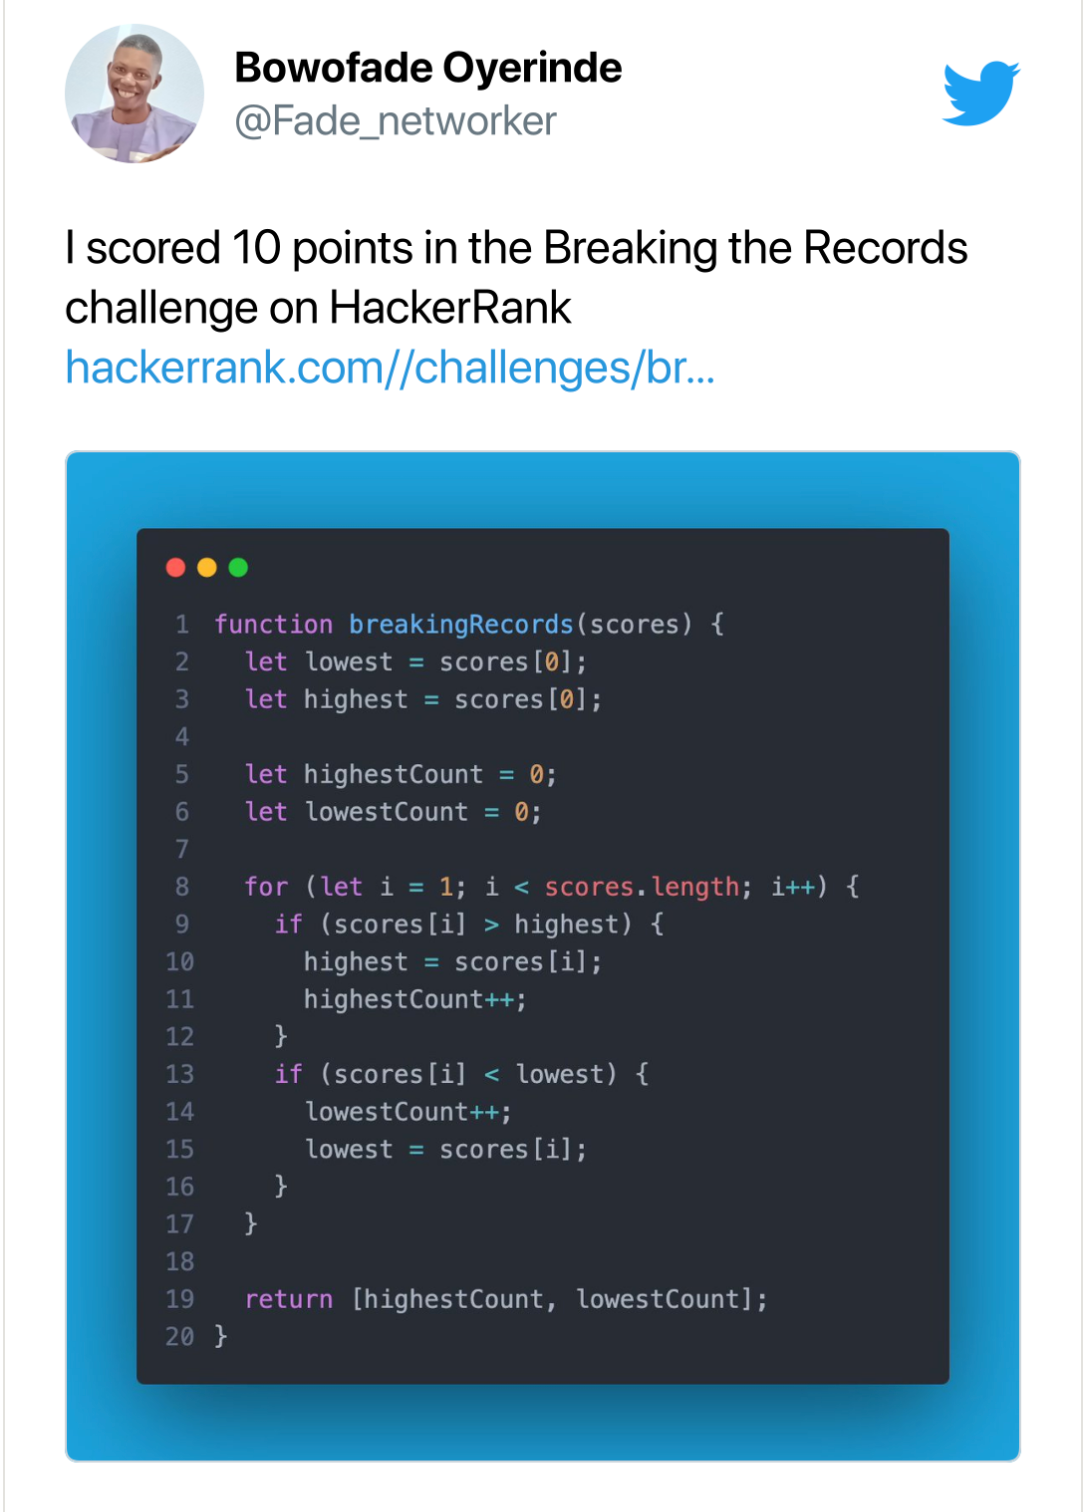 Bowofade Oyerinde
@Fade_networker
I scored 10 points in the Breaking the Records
challenge on HackerRank
hackerrank.com//challenges/br...
1 function breakingRecords(scores) {
2   let lowest = scores[0];
3   let highest = scores[0];
4
5   let highestCount = 0;
6   let lowestCount = 0;
7
8   for (let i = 1; i < scores.length; i++) {
9     if (scores[i] > highest) {
10       highest = scores[i];
11       highestCount++;
12     }
13     if (scores[i] < lowest) {
14       lowestCount++;
15       lowest = scores[i];
16     }
17   }
18
19   return [highestCount, lowestCount];
20 }